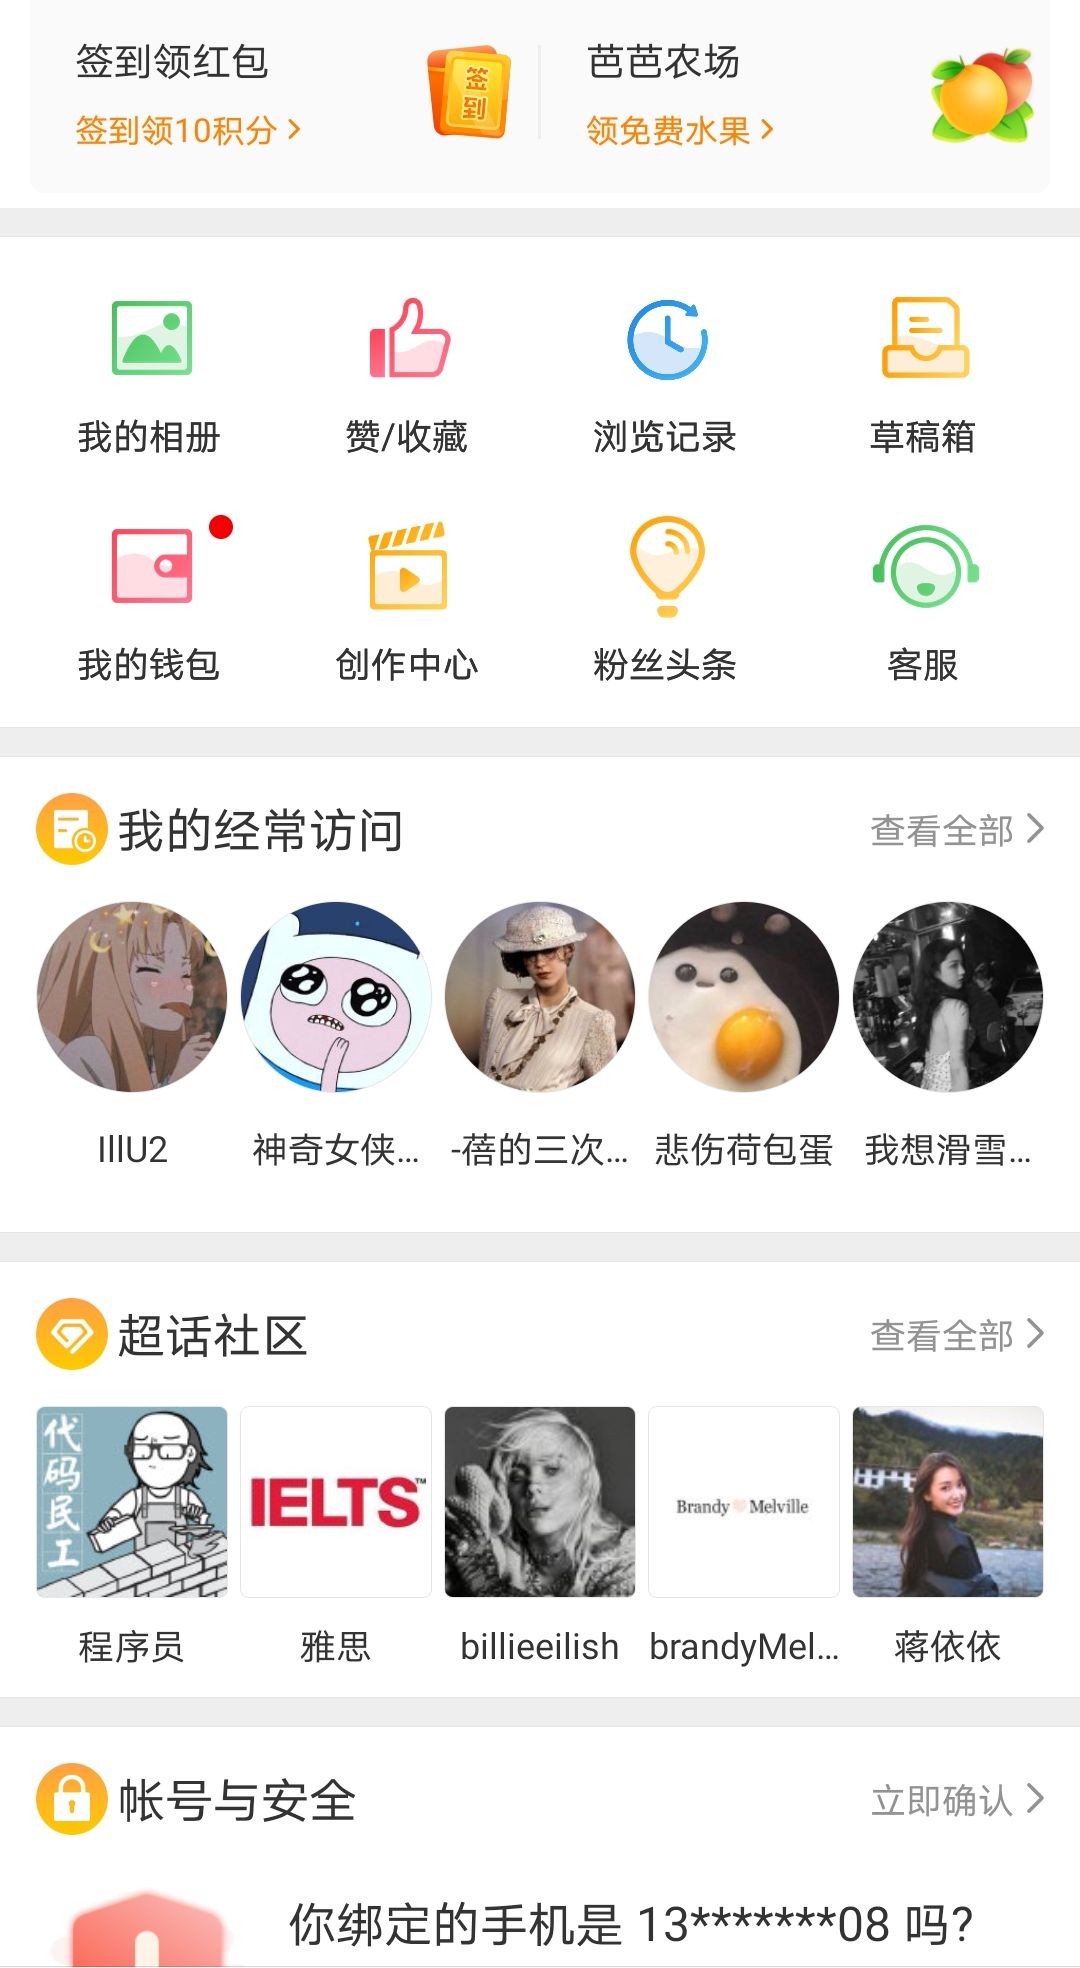 签到领红包
签到领10积分
签到
芭芭农场
领免费水果
我的相册
赞/收藏
浏览记录
草稿箱
我的钱包
创作中心
粉丝头条
客服
我的经常访问
查看全部
IllU2
神奇女侠...
-蓓的三次...
悲伤荷包蛋
我想滑雪...
超话社区
查看全部
代码民工
IELTS™
Brandy Melville
程序员
雅思
billieeilish
brandyMel...
蒋依依
帐号与安全
立即确认
你绑定的手机是 13*******08 吗?